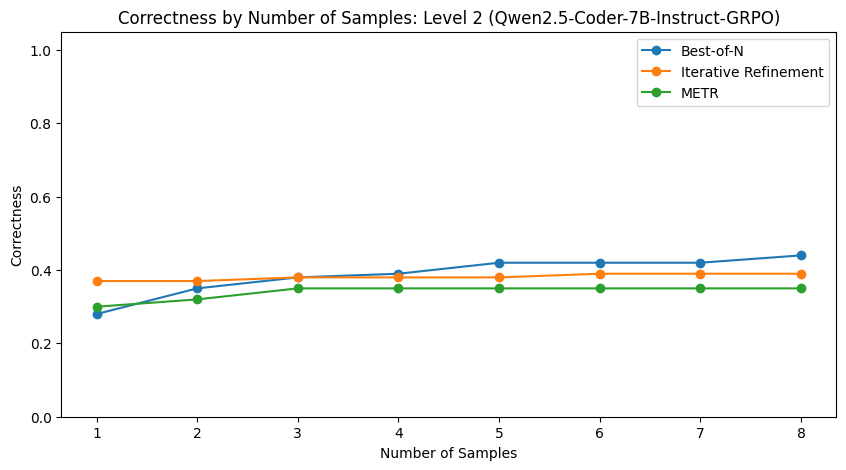 Correctness by Number of Samples: Level 2 (Qwen2.5-Coder-7B-Instruct-GRPO)
Best-of-N
Iterative Refinement
METR
Correctness
1.0
0.8
0.6
0.4
0.2
0.0
1 2 3 4 5 6 7 8
Number of Samples